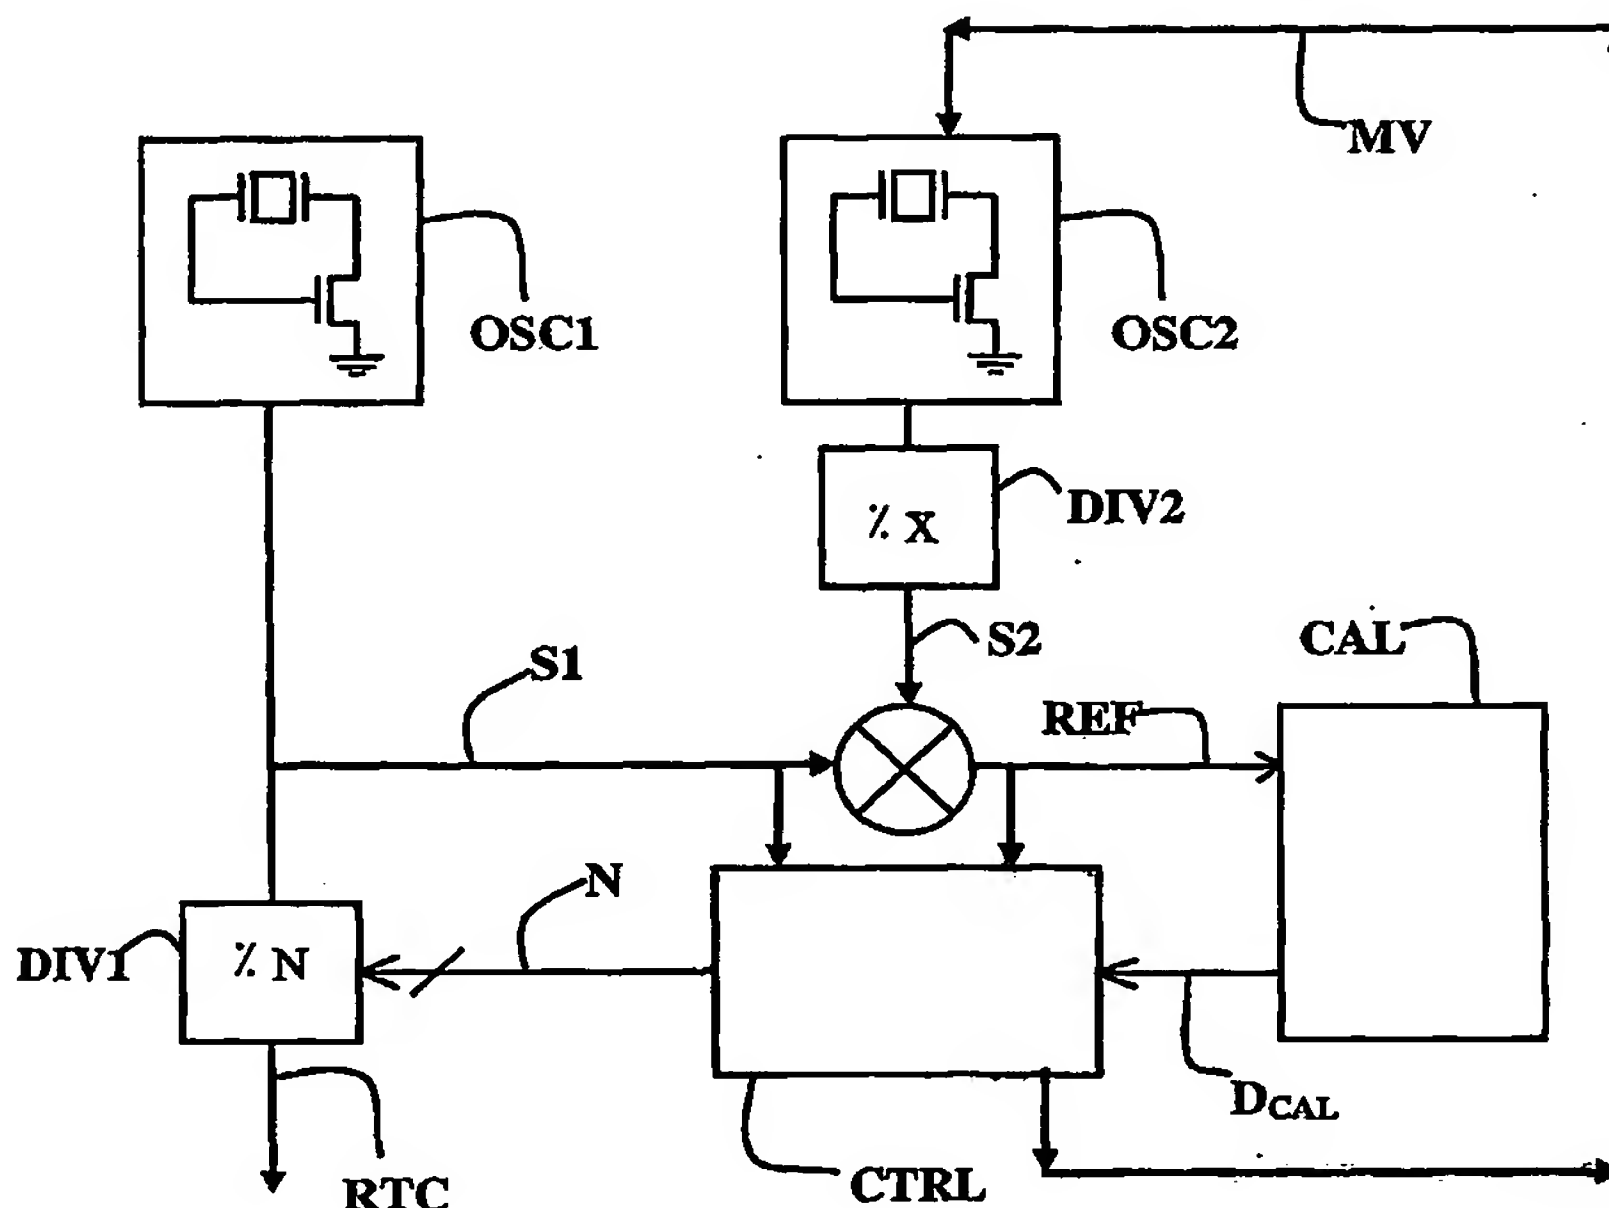 MV
OSC1
OSC2
DIV2
% X
S2
S1
CAL
REF
N
DIV1
% N
DCAL
RTC
CTRL